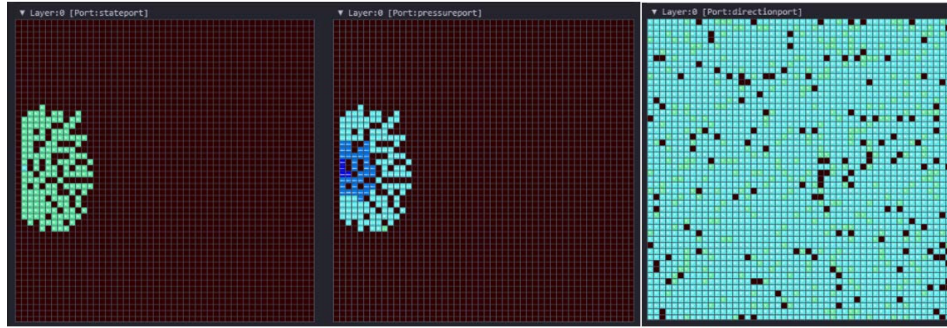 ▼ Layer:0 [Port:stateport]
▼ Layer:0 [Port:pressureport]
▼ Layer:0 [Port:directionport]